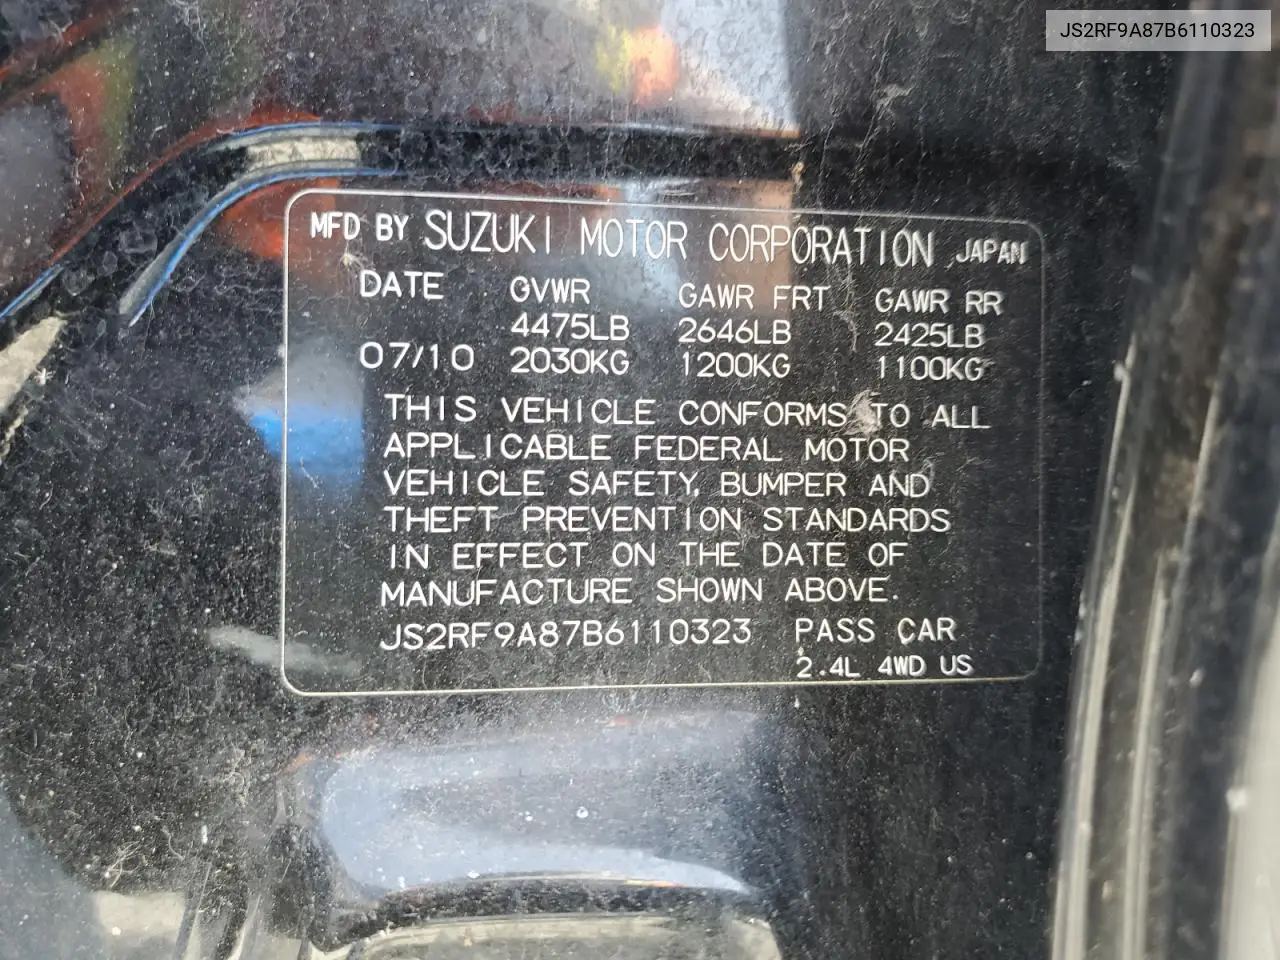 JS2RF9A87B6110323
MFD BY SUZUKI MOTOR CORPORATION JAPAN
DATE GVWR GAWR FRT GAWR RR
4475LB 2646LB 2425LB
07/10 2030KG 1200KG 1100KG
THIS VEHICLE CONFORMS TO ALL
APPLICABLE FEDERAL MOTOR
VEHICLE SAFETY, BUMPER AND
THEFT PREVENTION STANDARDS
IN EFFECT ON THE DATE OF
MANUFACTURE SHOWN ABOVE.
JS2RF9A87B6110323 PASS CAR
2.4L 4WD US